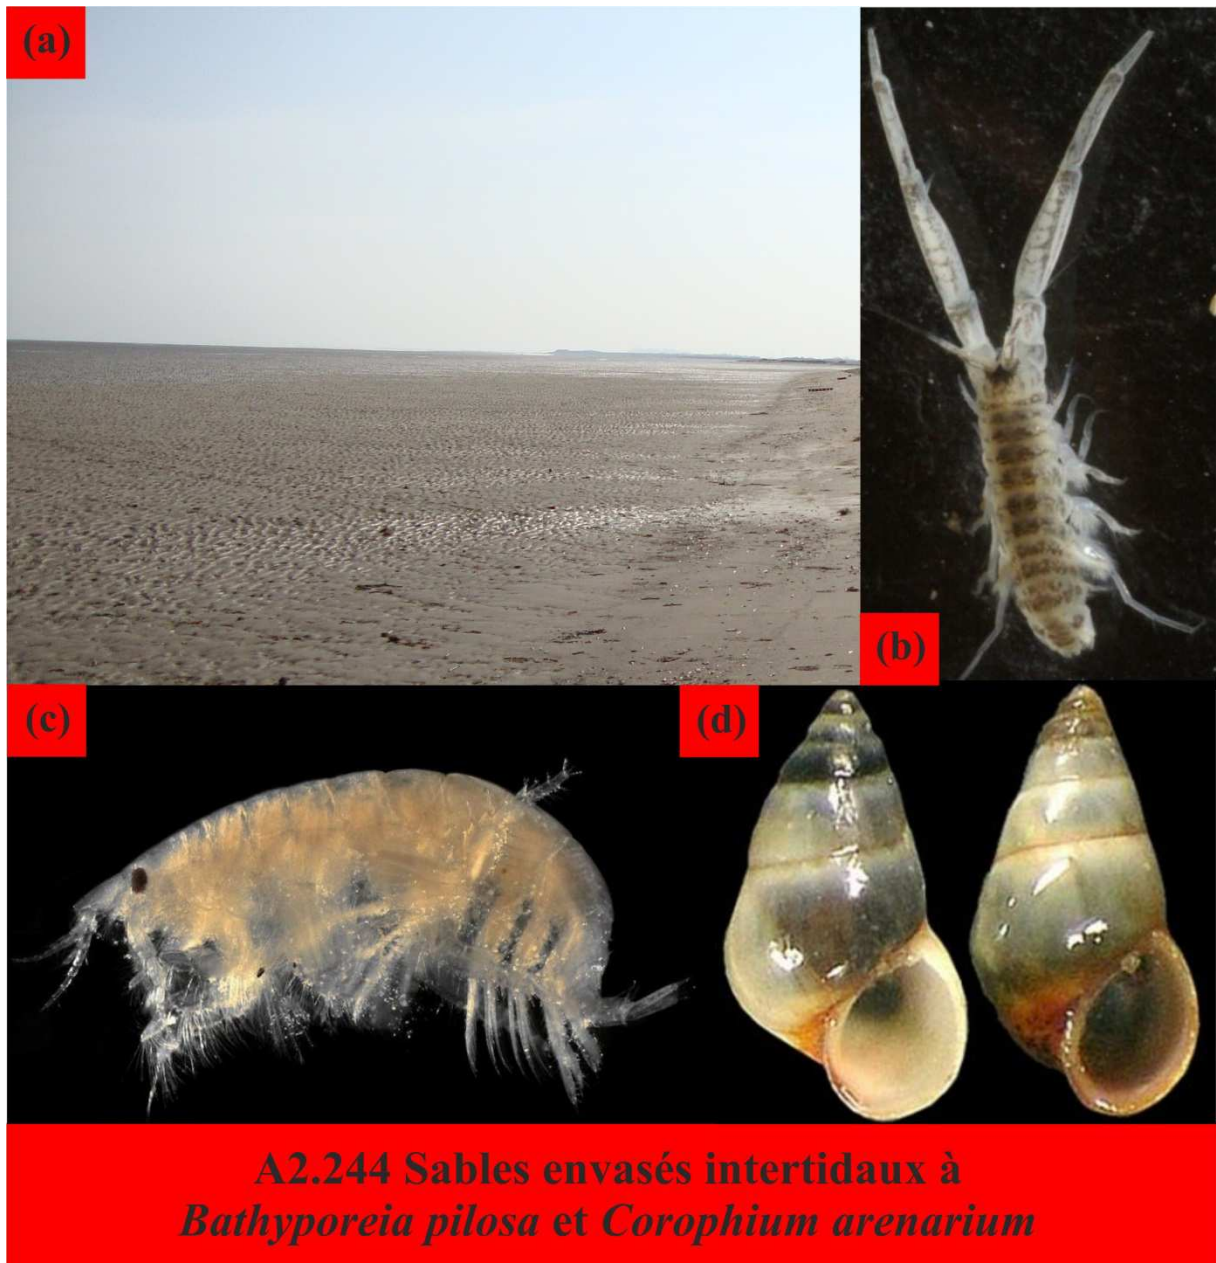 (a)
(b)
(c)
(d)
A2.244 Sables envasés intertidaux à
Bathyporeia pilosa et Corophium arenarium